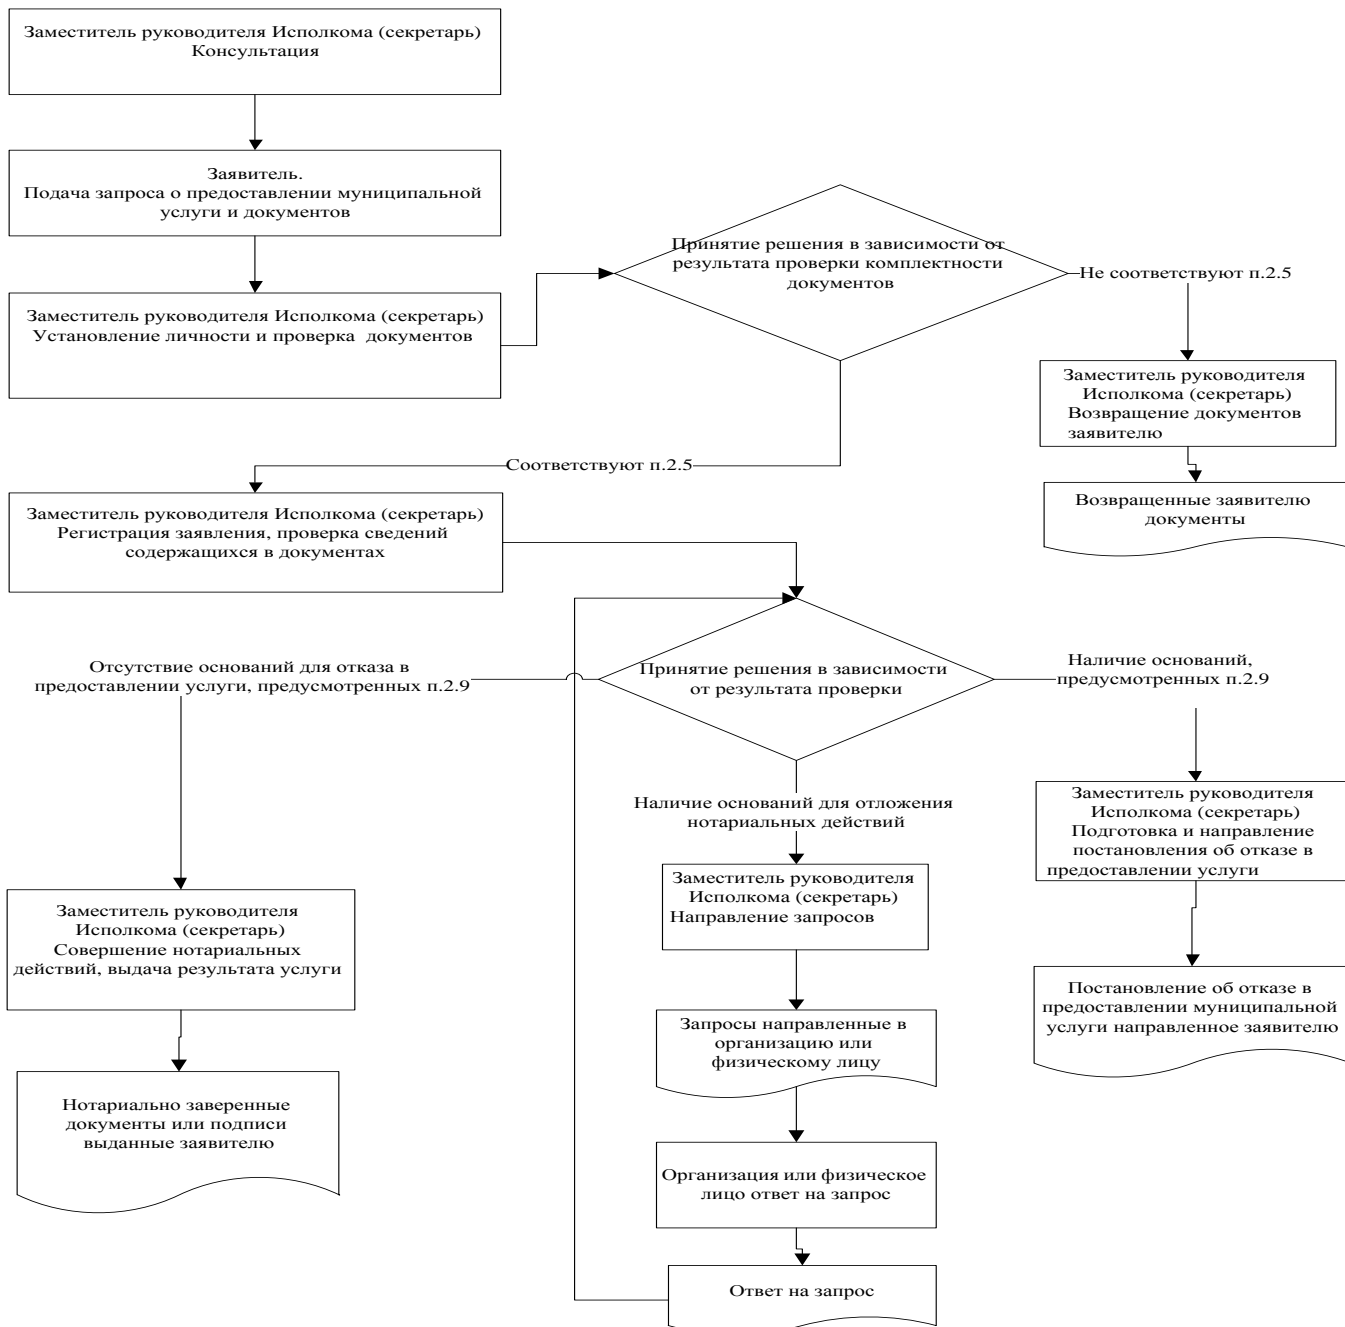 Заместитель руководителя Исполкома (секретарь)
Консультация
Заявитель.
Подача запроса о предоставлении муниципальной
услуги и документов
Заместитель руководителя Исполкома (секретарь)
Установление личности и проверка документов
Принятие решения в зависимости от
результата проверки комплектности
документов
Не соответствуют п.2.5
Заместитель руководителя
Исполкома (секретарь)
Возвращение документов
заявителю
Возвращенные заявителю
документы
Соответствуют п.2.5
Заместитель руководителя Исполкома (секретарь)
Регистрация заявления, проверка сведений
содержащихся в документах
Принятие решения в зависимости
от результата проверки
Отсутствие оснований для отказа в
предоставлении услуги, предусмотренных п.2.9
Наличие оснований,
предусмотренных п.2.9
Наличие оснований для отложения
нотариальных действий
Заместитель руководителя
Исполкома (секретарь)
Подготовка и направление
постановления об отказе в
предоставлении услуги
Заместитель руководителя
Исполкома (секретарь)
Направление запросов
Заместитель руководителя
Исполкома (секретарь)
Совершение нотариальных
действий, выдача результата услуги
Постановление об отказе в
предоставлении муниципальной
услуги направленное заявителю
Запросы направленные в
организацию или
физическому лицу
Нотариально заверенные
документы или подписи
выданные заявителю
Организация или физическое
лицо ответ на запрос
Ответ на запрос